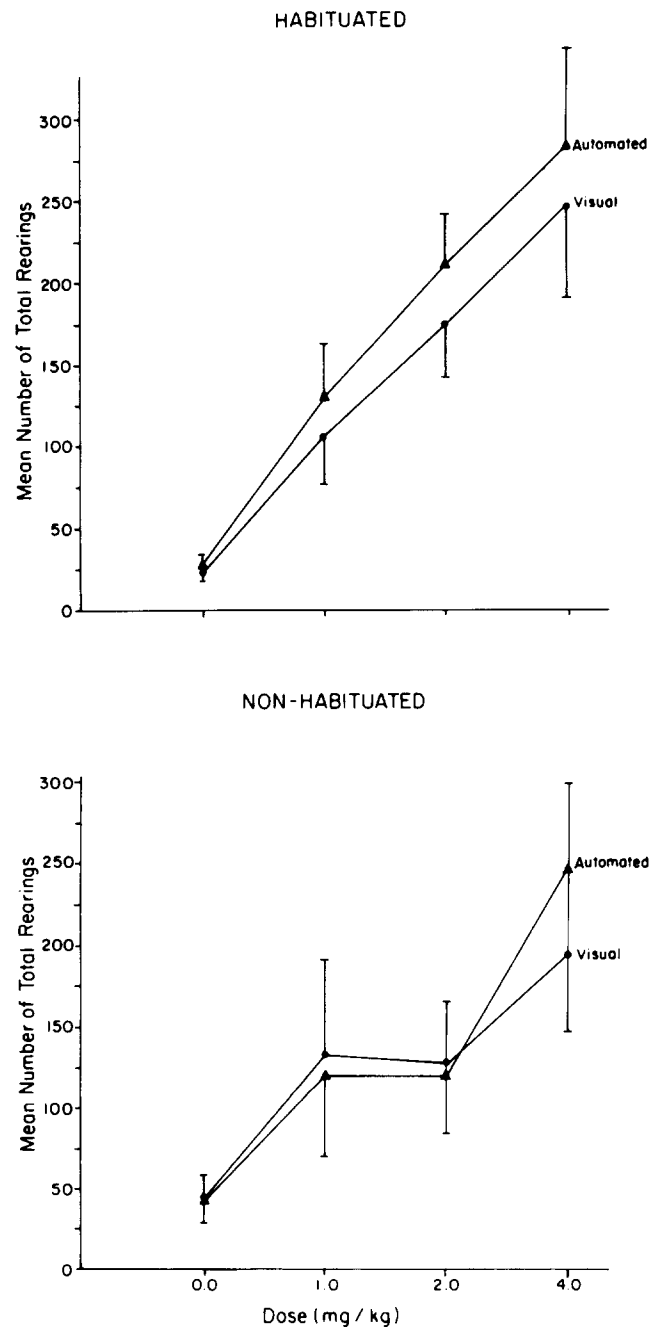 HABITUATED
Mean Number of Total Rearings
300
250
200
150
100
50
0
Automated
Visual
NON-HABITUATED
Mean Number of Total Rearings
300
250
200
150
100
50
0
Automated
Visual
0.0 1.0 2.0 4.0
Dose (mg/kg)